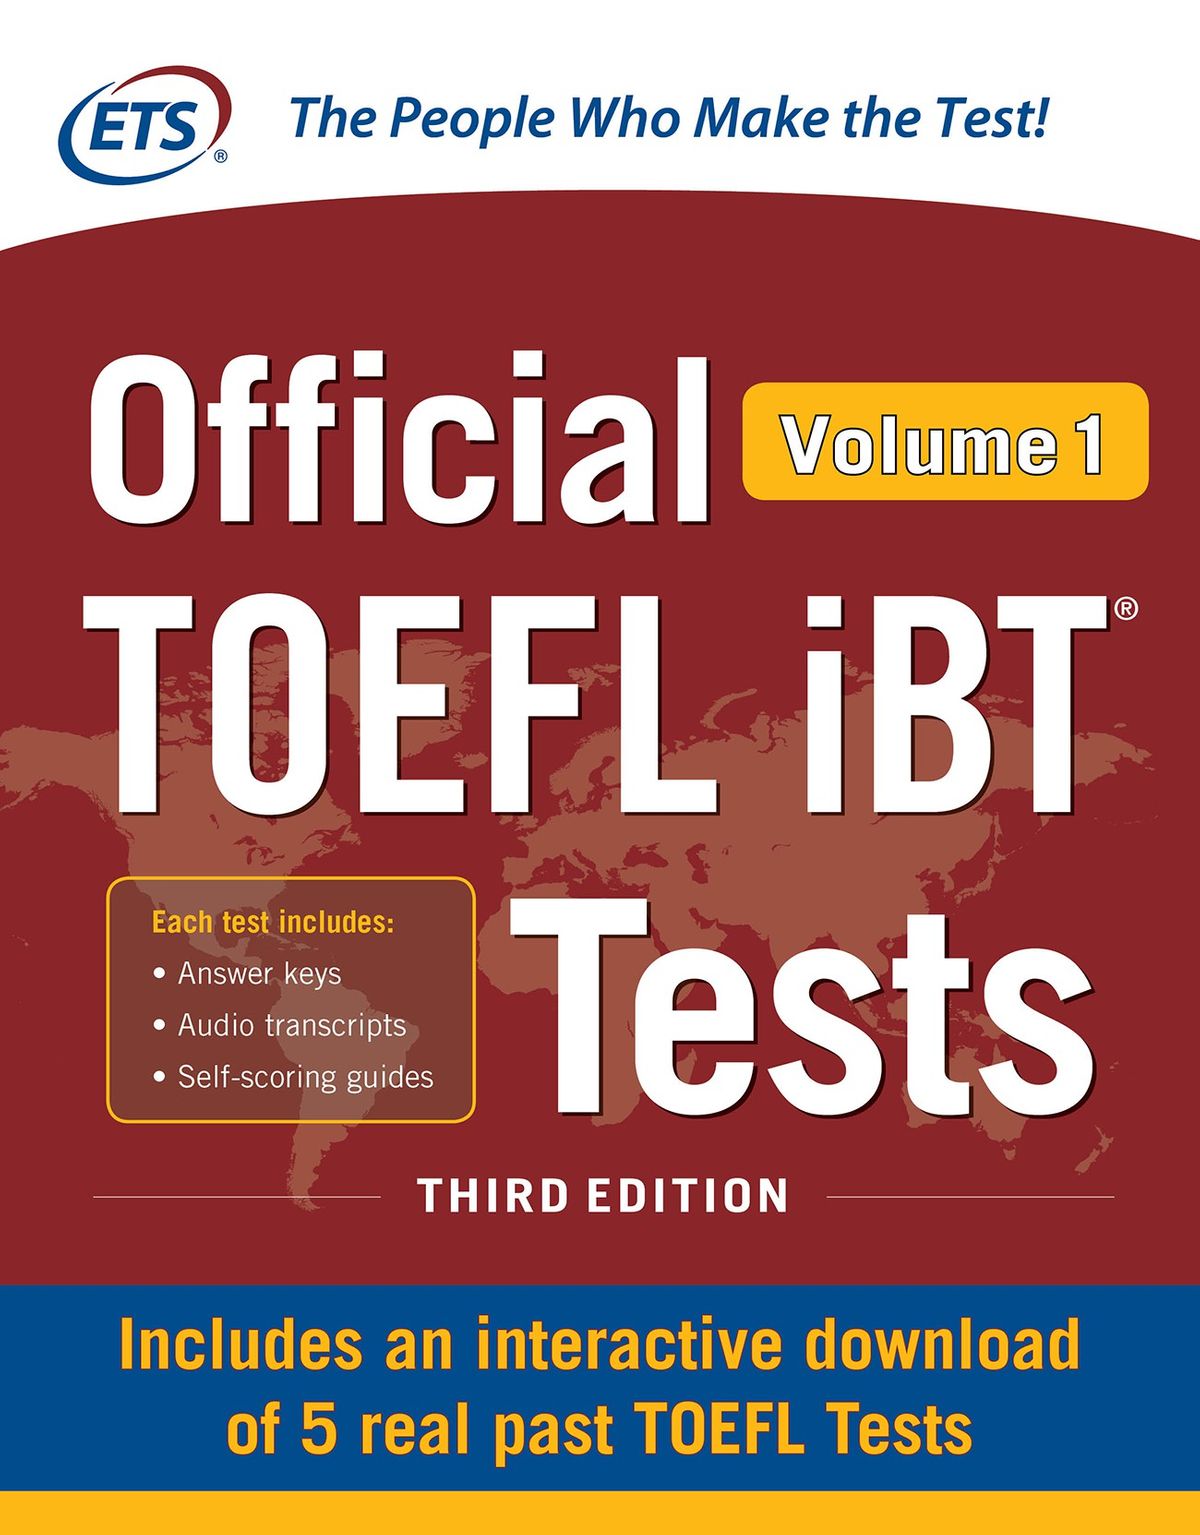 ETS®
The People Who Make the Test!
Official
Volume 1
TOEFL iBT®
Tests
Each test includes:
• Answer keys
• Audio transcripts
• Self-scoring guides
THIRD EDITION
Includes an interactive download
of 5 real past TOEFL Tests